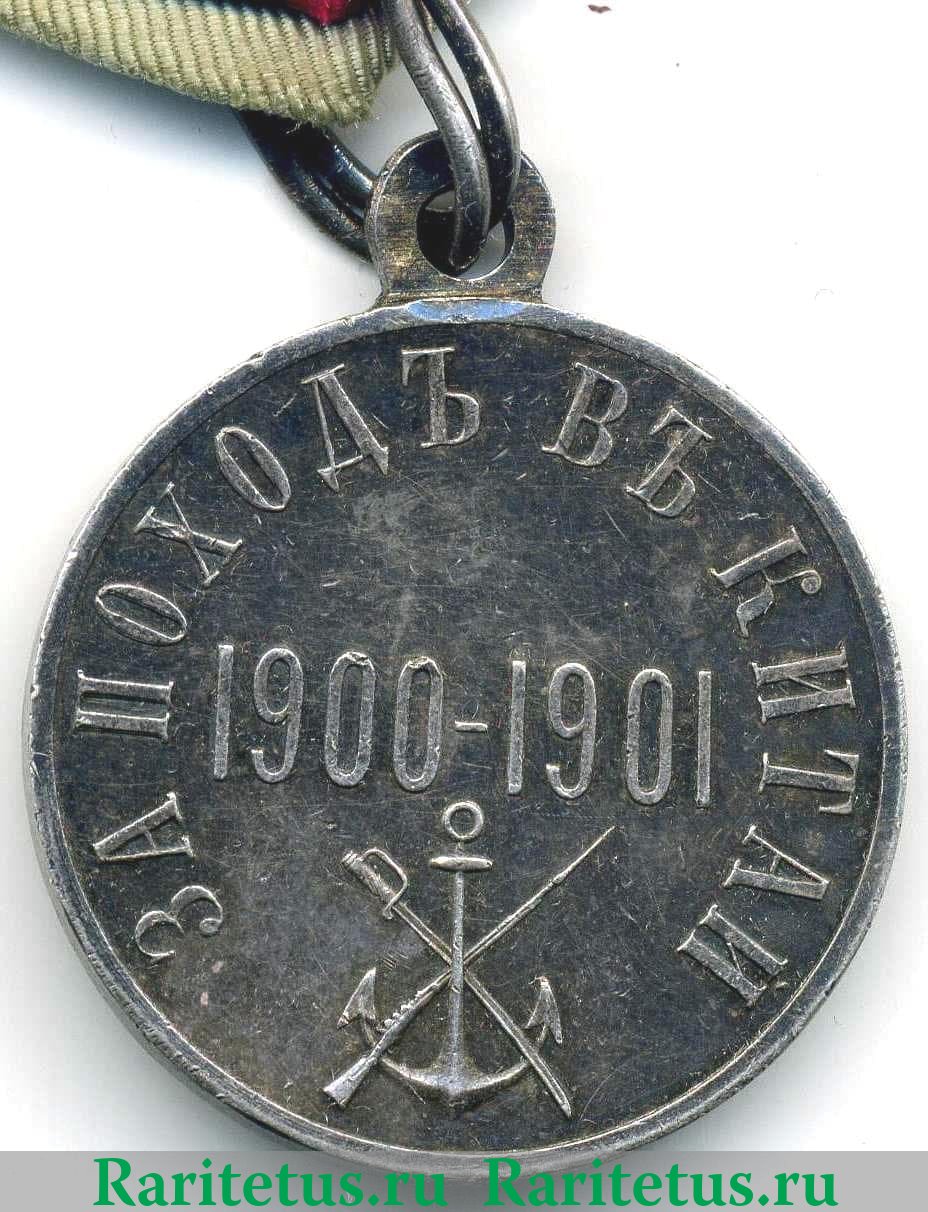 ЗА ПОХОДЪ ВЪ КИТАЙ
1900-1901
Raritetus.ru Raritetus.ru